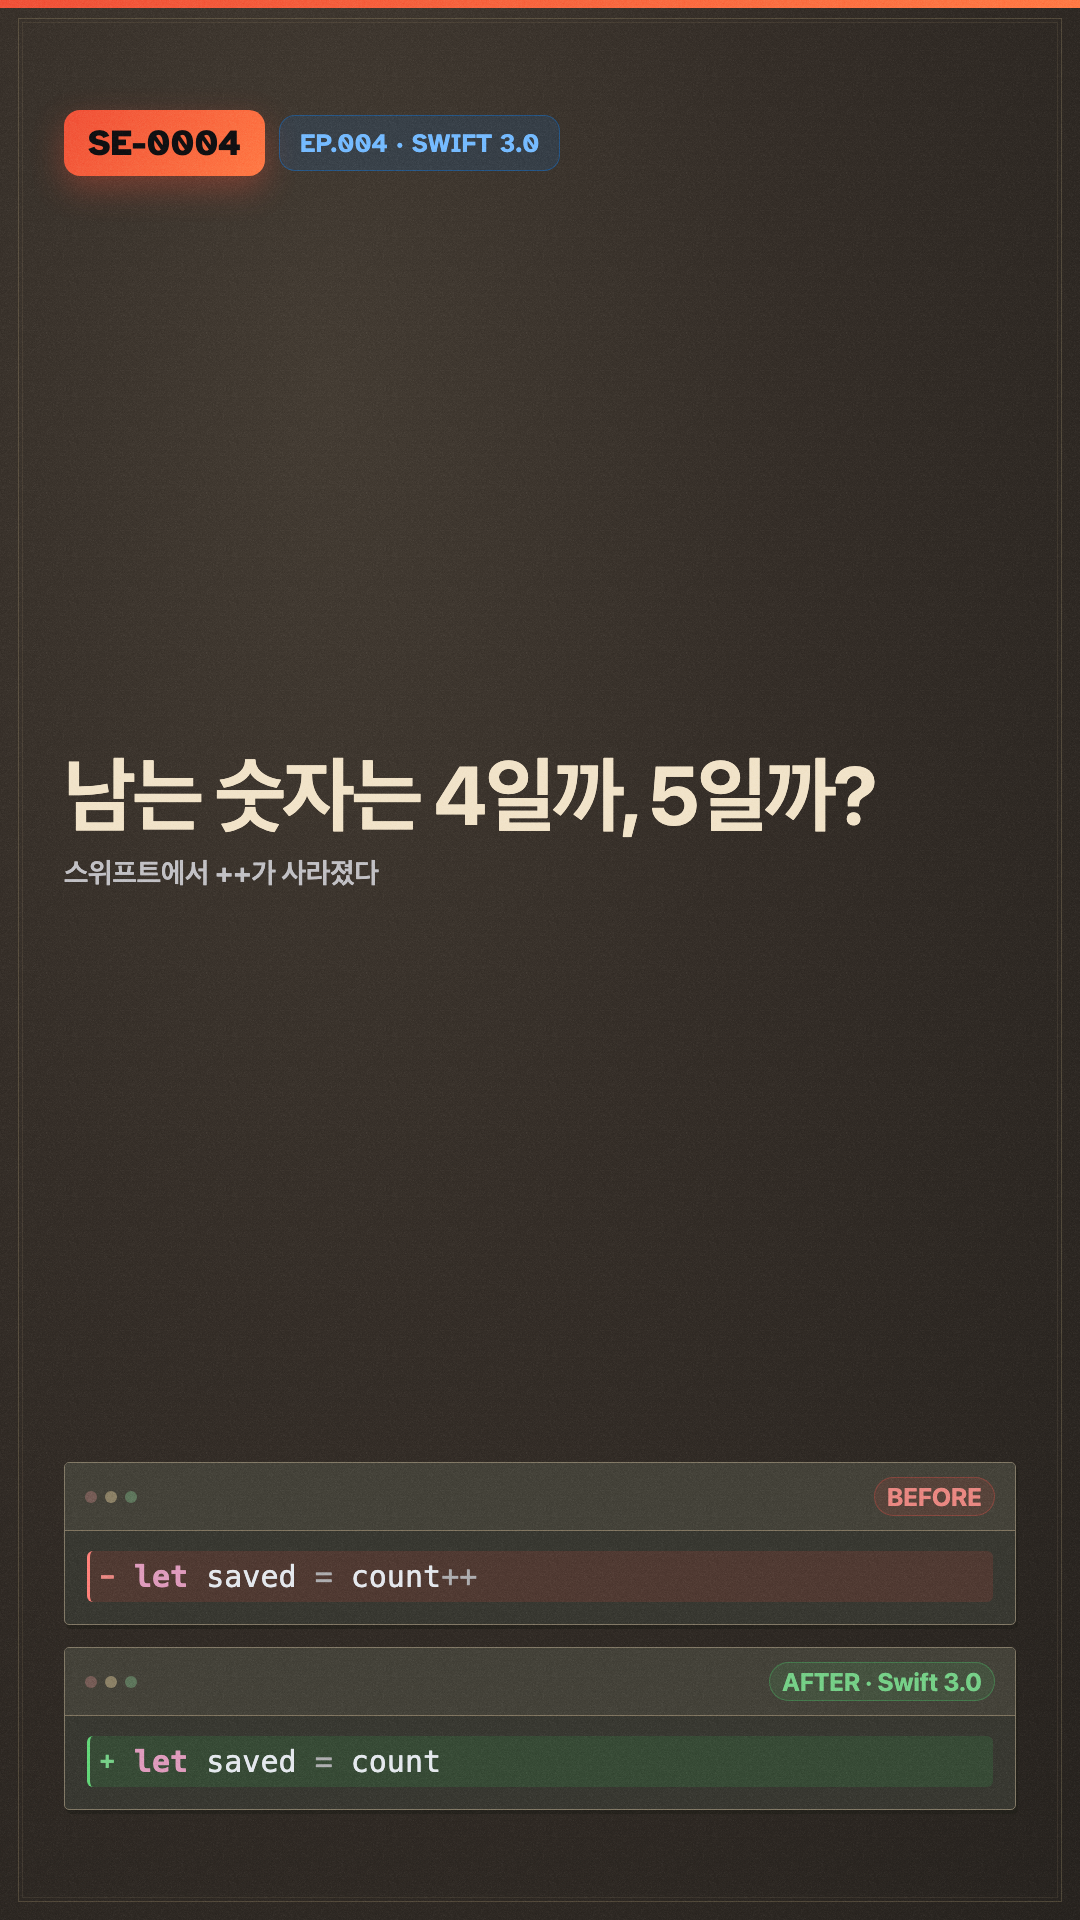 SE-0004
EP.004 · SWIFT 3.0
남는 숫자는 4일까, 5일까?
스위프트에서 ++가 사라졌다
BEFORE
- let saved = count++
AFTER · Swift 3.0
+ let saved = count